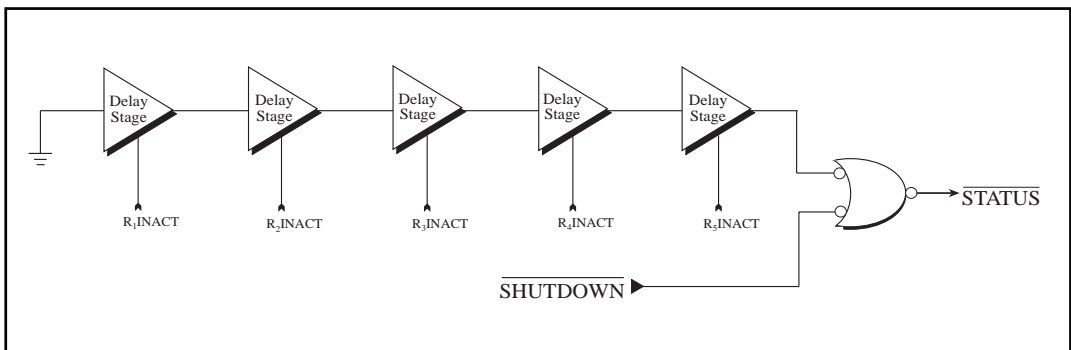 Delay
Stage
Delay
Stage
Delay
Stage
Delay
Stage
Delay
Stage
R₁INACT
R₂INACT
R₃INACT
R₄INACT
R₅INACT
STATUS
SHUTDOWN